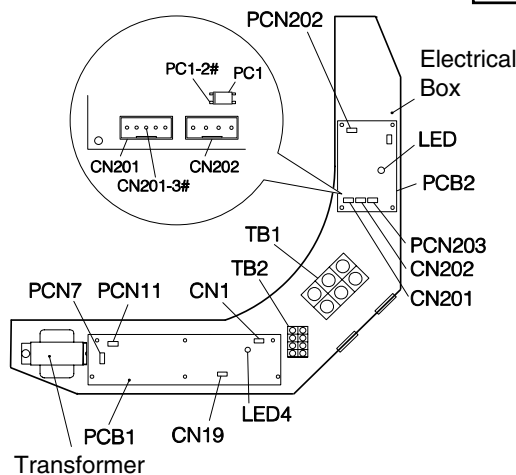 PCN202
Electrical
Box
PC1-2#
PC1
CN201
CN202
CN201-3#
LED
PCB2
TB1
PCN203
CN202
CN201
TB2
PCN7
PCN11
CN1
LED4
PCB1
CN19
Transformer